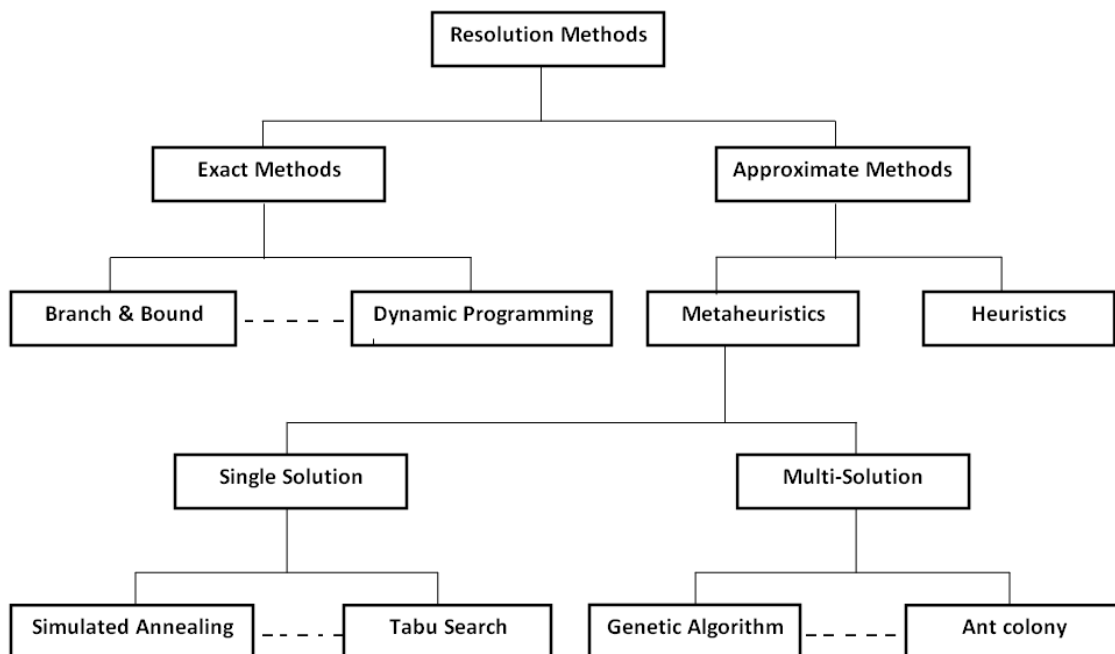 Resolution Methods
Exact Methods
Approximate Methods
Branch & Bound
Dynamic Programming
Metaheuristics
Heuristics
Single Solution
Multi-Solution
Simulated Annealing
Tabu Search
Genetic Algorithm
Ant colony